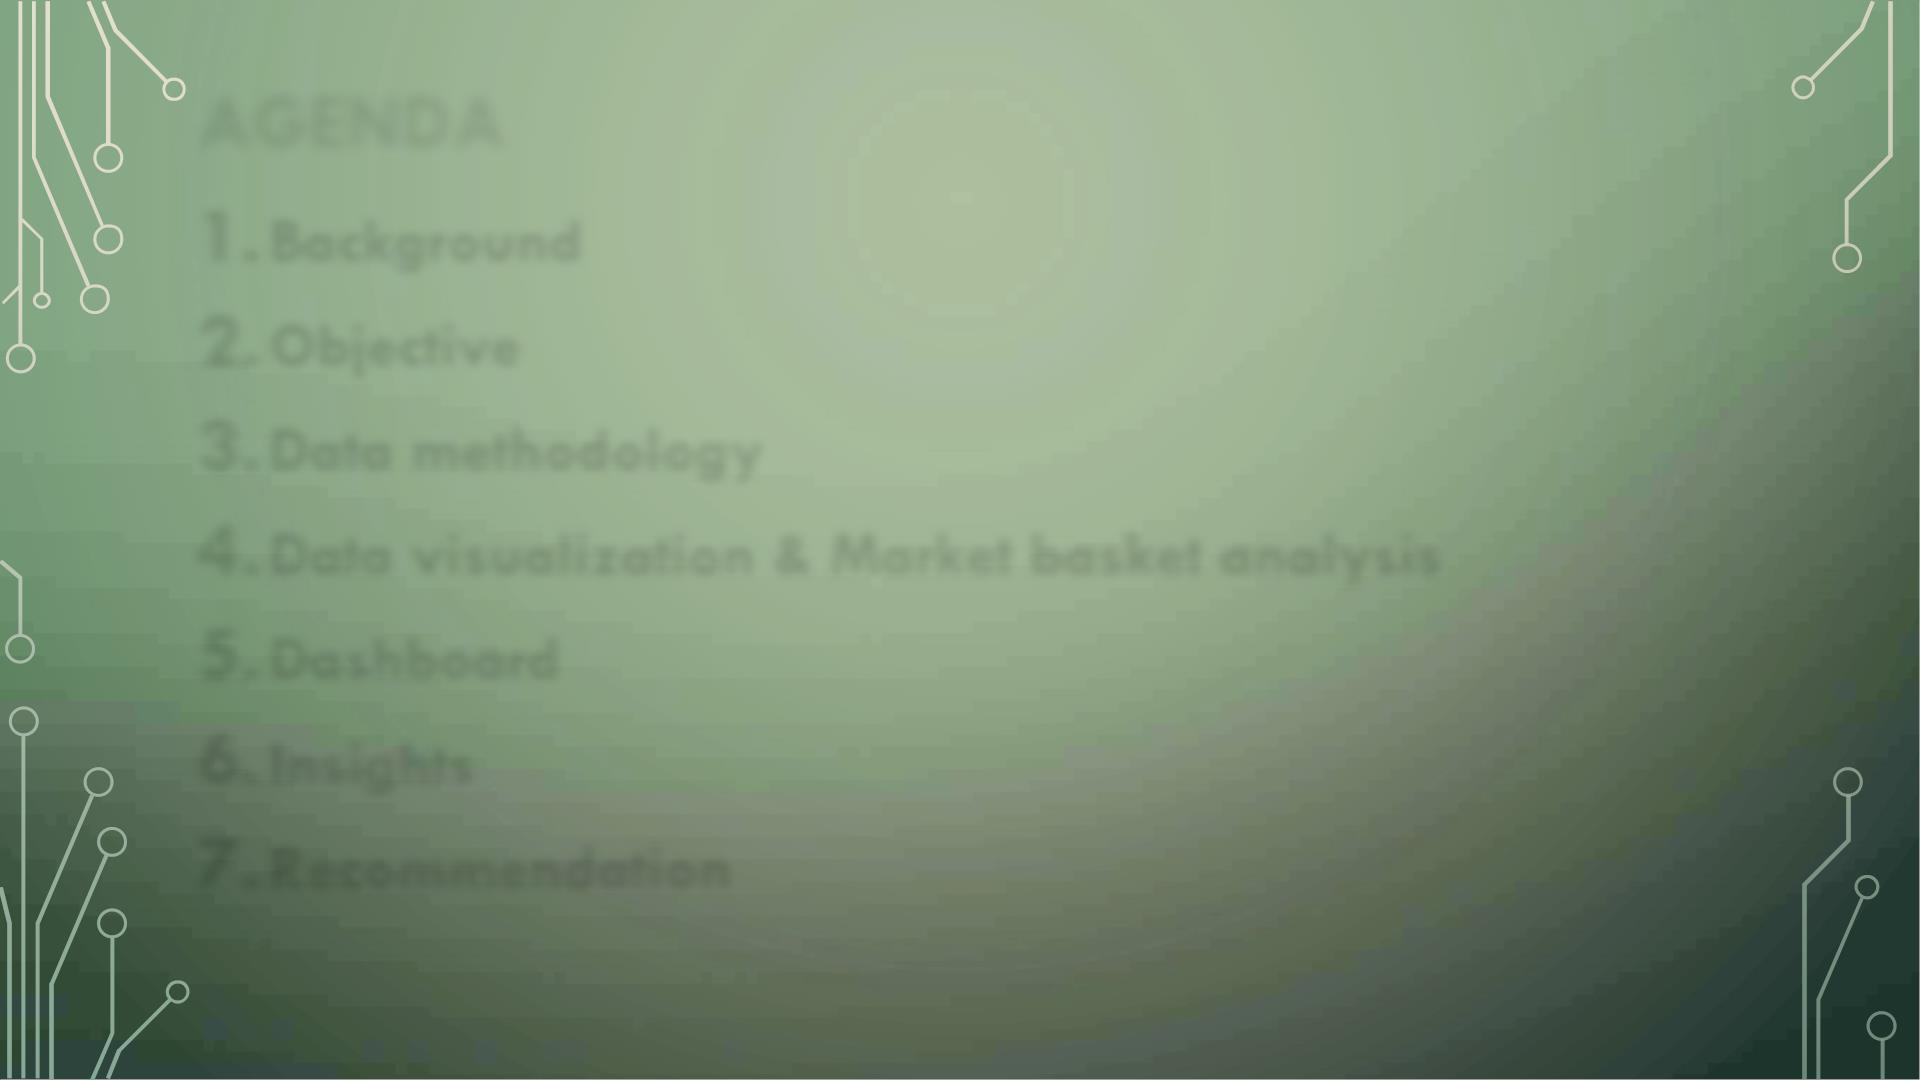 AGENDA
1. Background
2. Objective
3. Data methodology
4. Data visualization & Market basket analysis
5. Dashboard
6. Insights
7. Recommendation